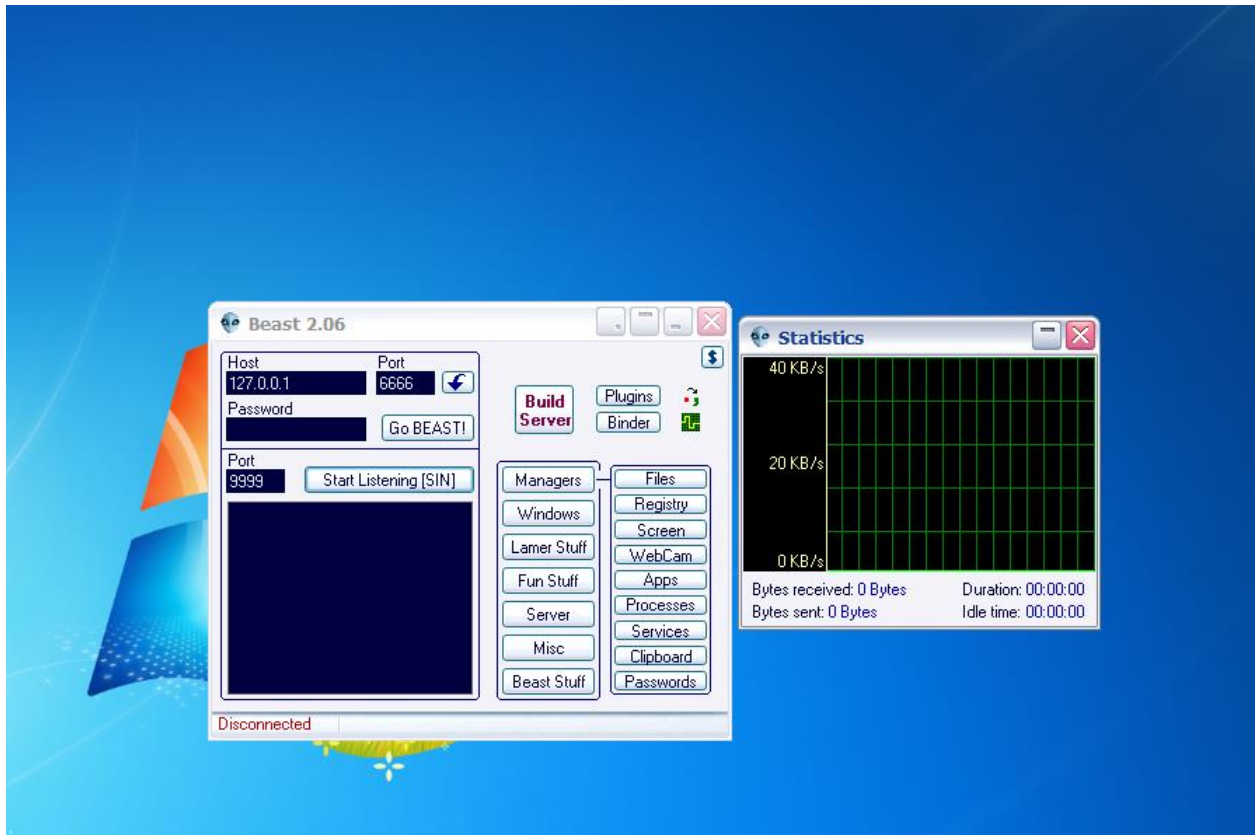 Beast 2.06
Host Port
127.0.0.1 6666
Password
Go BEAST!
Port
9999 Start Listening [SIN]
$
Build
Server
Plugins
Binder
Managers
Windows
Lamer Stuff
Fun Stuff
Server
Misc
Beast Stuff
Files
Registry
Screen
WebCam
Apps
Processes
Services
Clipboard
Passwords
Disconnected
Statistics
40 KB/s
20 KB/s
0 KB/s
Bytes received: 0 Bytes Duration: 00:00:00
Bytes sent: 0 Bytes Idle time: 00:00:00